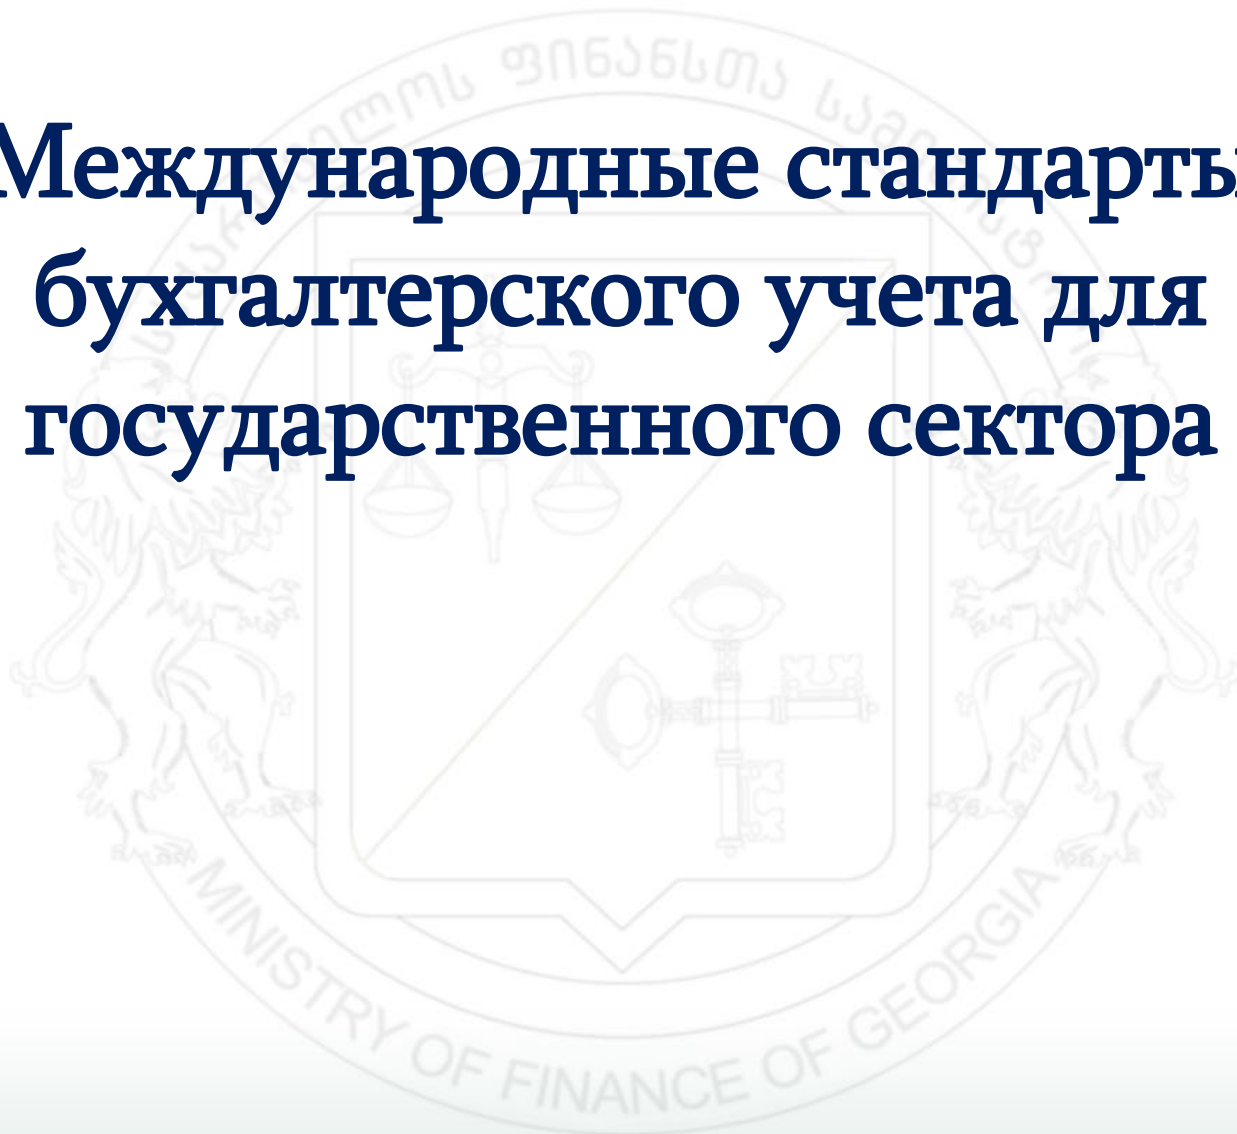 Международные стандарты
бухгалтерского учета для
государственного сектора
MINISTRY OF FINANCE OF GEORGIA